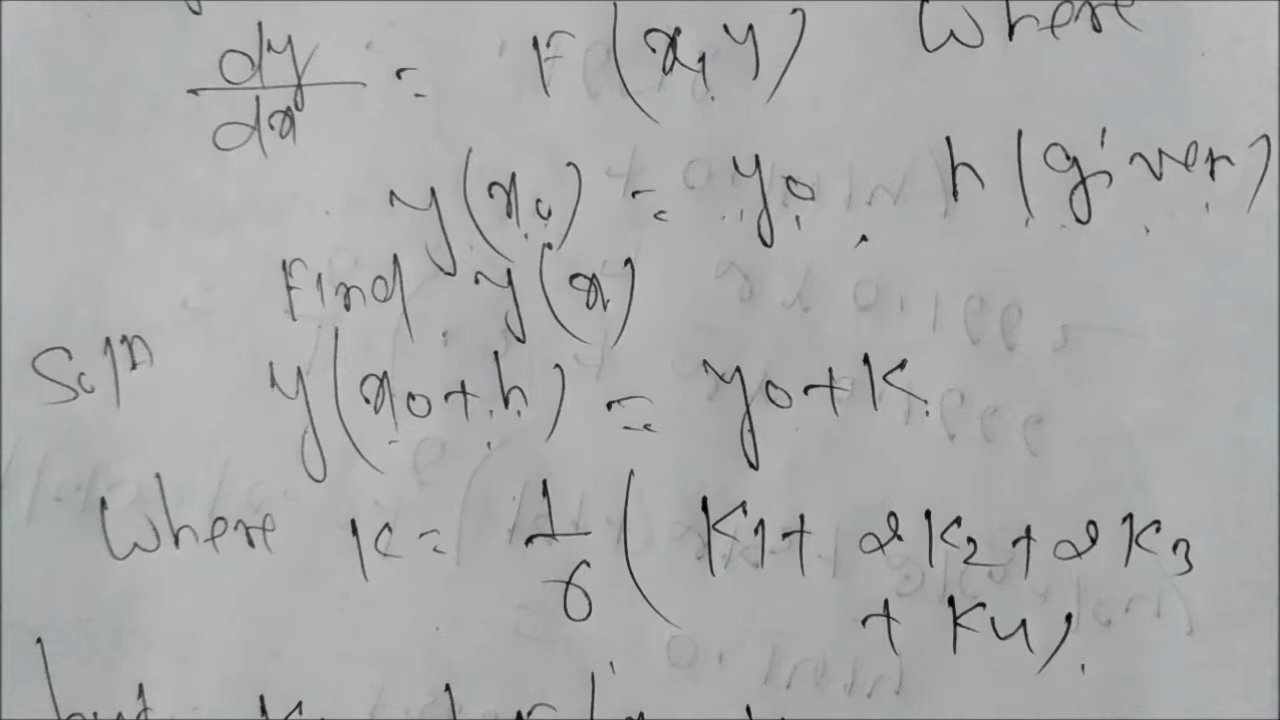 dy/dx = F(x, y) Where
y(x0) = y0 h (given)
Find y(x)
Soln y(x0+h) = y0+K
Where K = 1/6 (K1 + 2K2 + 2K3
+ K4).